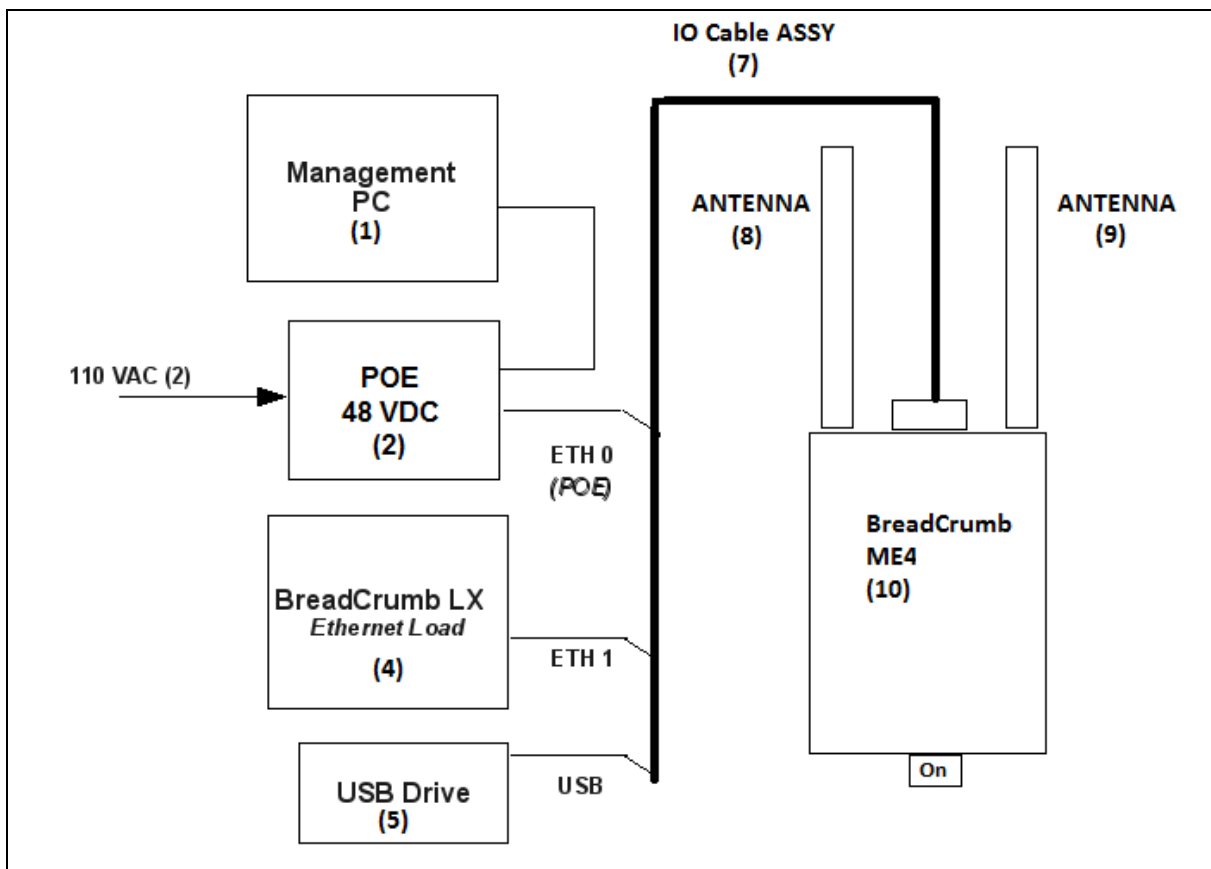 IO Cable ASSY
(7)
Management
PC
(1)
ANTENNA
(8)
ANTENNA
(9)
110 VAC (2)
POE
48 VDC
(2)
ETH 0
(POE)
BreadCrumb LX
Ethernet Load
(4)
ETH 1
BreadCrumb
ME4
(10)
USB Drive
(5)
USB
On